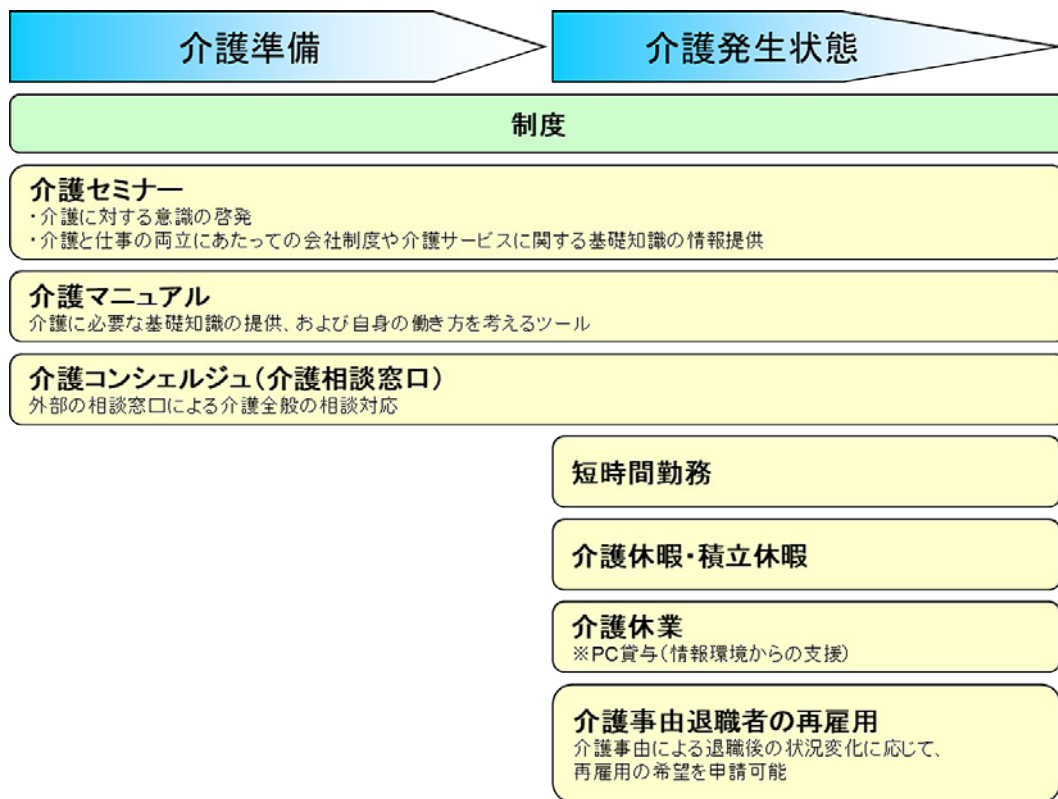 介護準備
介護発生状態
制度
介護セミナー
・介護に対する意識の啓発
・介護と仕事の両立にあたっての会社制度や介護サービスに関する基礎知識の情報提供
介護マニュアル
介護に必要な基礎知識の提供、および自身の働き方を考えるツール
介護コンシェルジュ（介護相談窓口）
外部の相談窓口による介護全般の相談対応
短時間勤務
介護休暇・積立休暇
介護休業
※PC貸与（情報環境からの支援）
介護事由退職者の再雇用
介護事由による退職後の状況変化に応じて、
再雇用の希望を申請可能